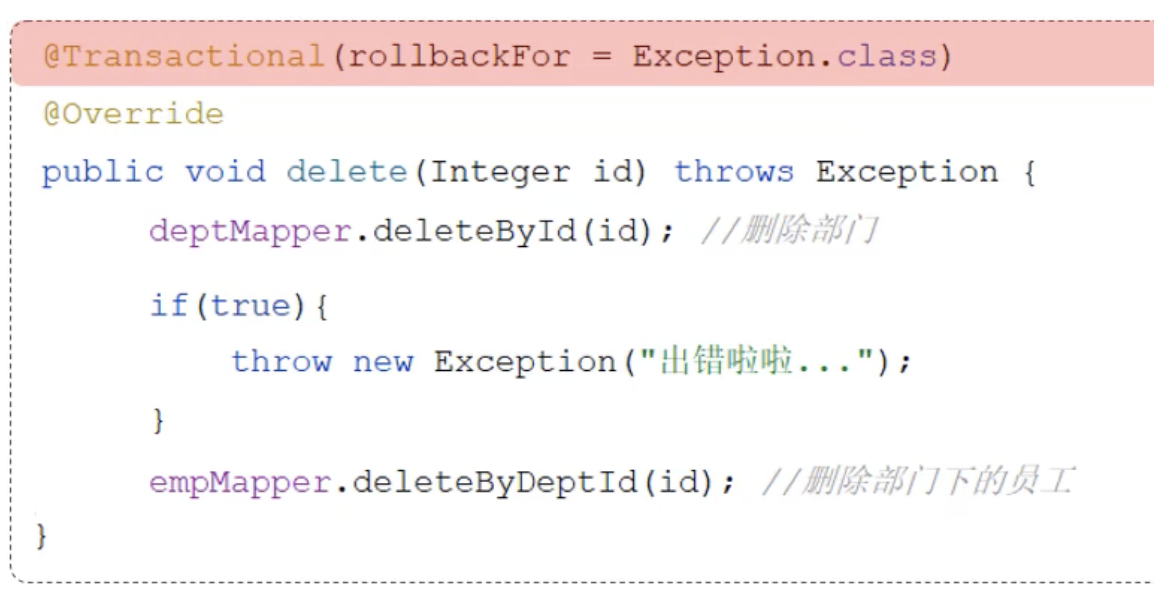 @Transactional(rollbackFor = Exception.class)
@Override
public void delete(Integer id) throws Exception {
deptMapper.deleteById(id); //删除部门
if(true){
throw new Exception("出错啦啦...");
}
empMapper.deleteByDeptId(id); //删除部门下的员工
}